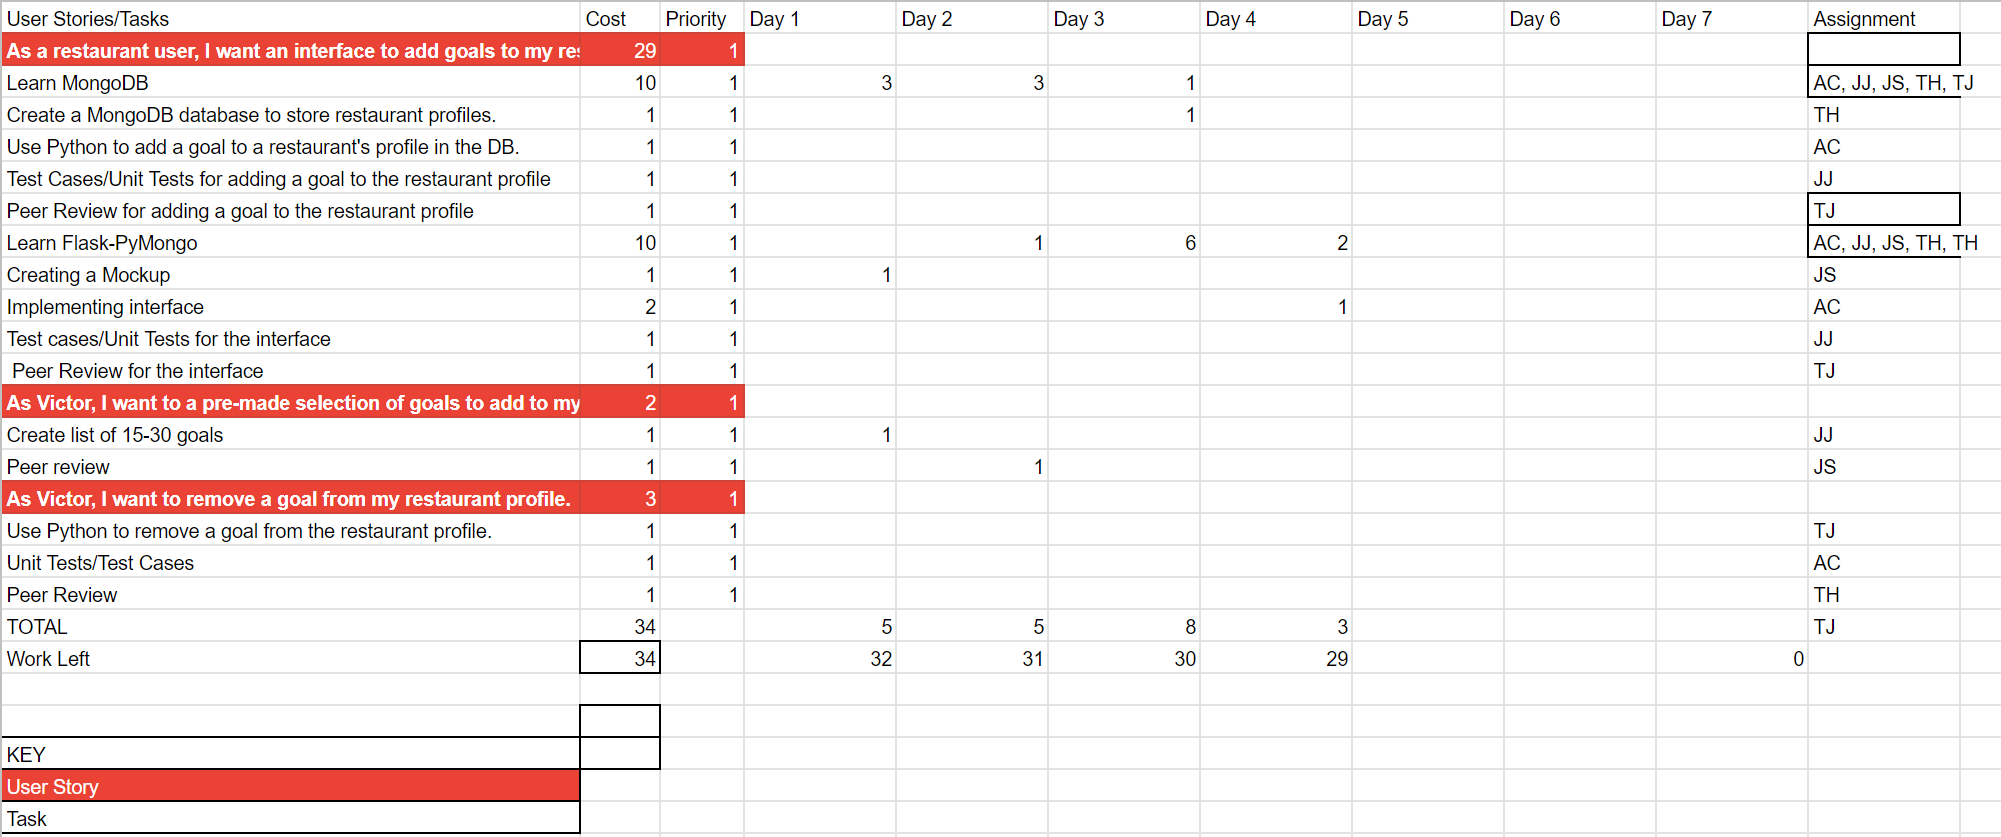 User Stories/Tasks Cost Priority Day 1 Day 2 Day 3 Day 4 Day 5 Day 6 Day 7 Assignment
As a restaurant user, I want an interface to add goals to my res 29 1
Learn MongoDB 10 1 3 3 1 AC, JJ, JS, TH, TJ
Create a MongoDB database to store restaurant profiles. 1 1 1 TH
Use Python to add a goal to a restaurant's profile in the DB. 1 1 AC
Test Cases/Unit Tests for adding a goal to the restaurant profile 1 1 JJ
Peer Review for adding a goal to the restaurant profile 1 1 TJ
Learn Flask-PyMongo 10 1 1 6 2 AC, JJ, JS, TH, TH
Creating a Mockup 1 1 1 JS
Implementing interface 2 1 1 AC
Test cases/Unit Tests for the interface 1 1 JJ
Peer Review for the interface 1 1 TJ
As Victor, I want to a pre-made selection of goals to add to my 2 1
Create list of 15-30 goals 1 1 1 JJ
Peer review 1 1 1 JS
As Victor, I want to remove a goal from my restaurant profile. 3 1
Use Python to remove a goal from the restaurant profile. 1 1 TJ
Unit Tests/Test Cases 1 1 AC
Peer Review 1 1 TH
TOTAL 34 5 5 8 3 TJ
Work Left 34 32 31 30 29 0
KEY
User Story
Task